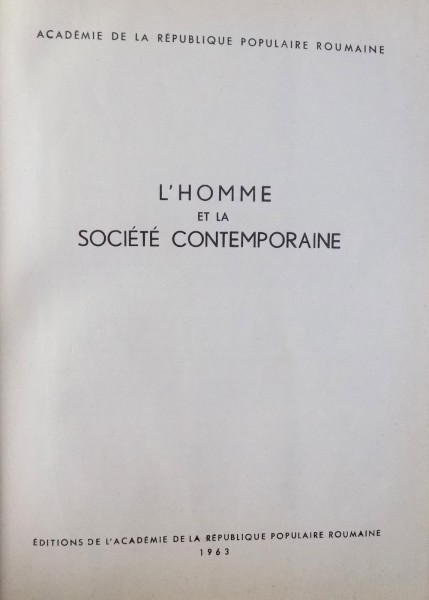 ACADÉMIE DE LA RÉPUBLIQUE POPULAIRE ROUMAINE
L'HOMME
ET LA
SOCIÉTÉ CONTEMPORAINE
ÉDITIONS DE L'ACADÉMIE DE LA RÉPUBLIQUE POPULAIRE ROUMAINE
1963